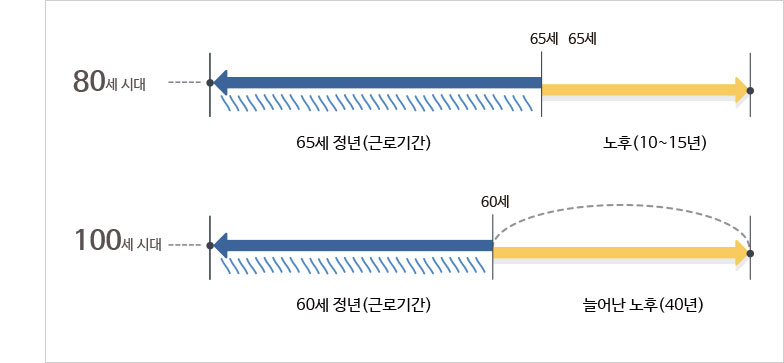 65세 65세
80세 시대
65세 정년(근로기간)
노후(10~15년)
60세
100세 시대
60세 정년(근로기간)
늘어난 노후(40년)